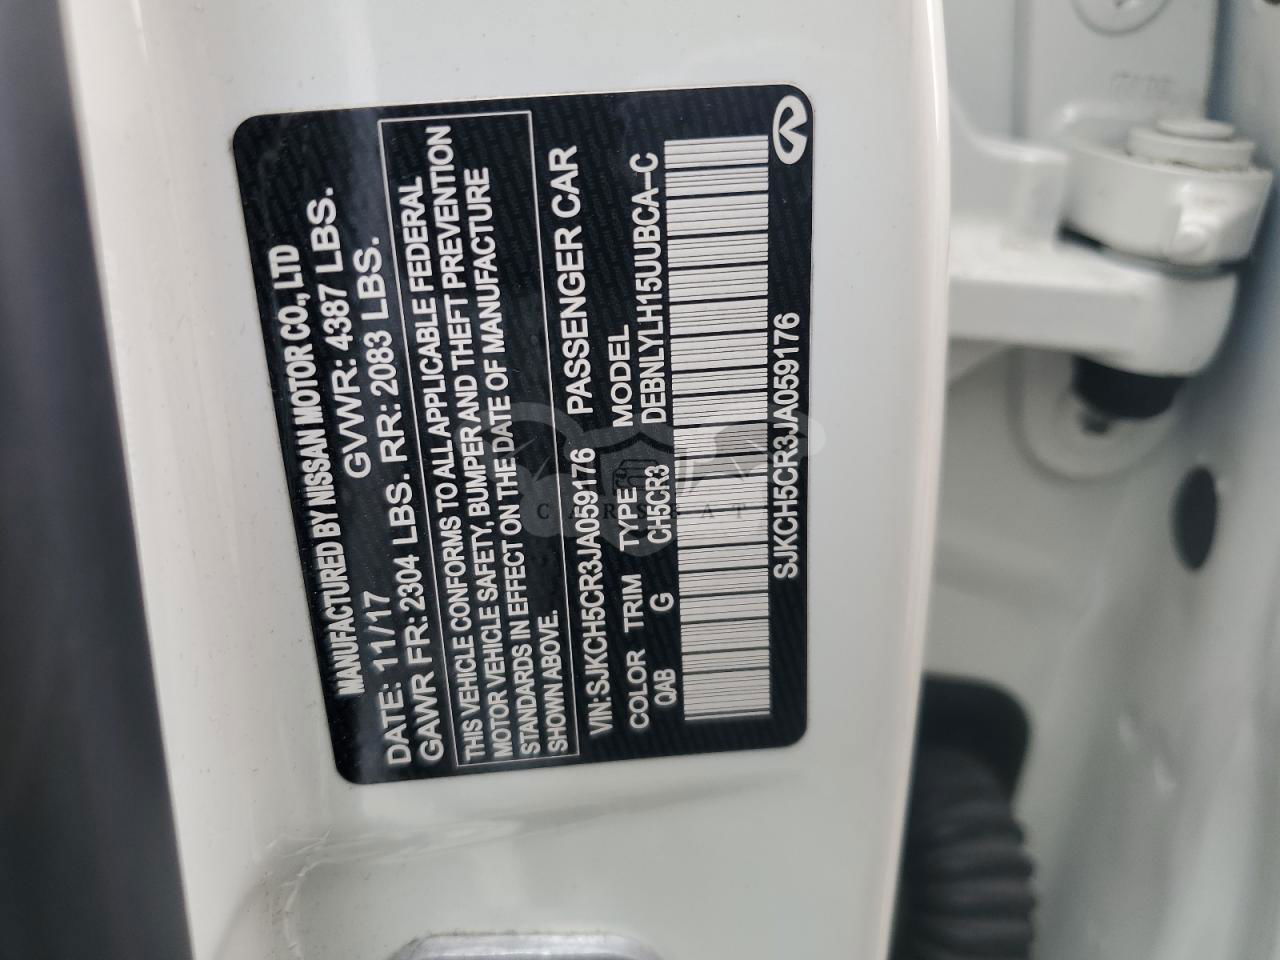 MANUFACTURED BY NISSAN MOTOR CO.,LTD
DATE: 11/17 GVWR: 4387 LBS.
GAWR FR: 2304 LBS. RR: 2083 LBS.
THIS VEHICLE CONFORMS TO ALL APPLICABLE FEDERAL
MOTOR VEHICLE SAFETY, BUMPER AND THEFT PREVENTION
STANDARDS IN EFFECT ON THE DATE OF MANUFACTURE
SHOWN ABOVE.
VIN: SJKCH5CR3JA059176 PASSENGER CAR
COLOR TRIM TYPE MODEL
QAB G CH5CR3 DEBNLYLH15UUBCA-C
SJKCH5CR3JA059176